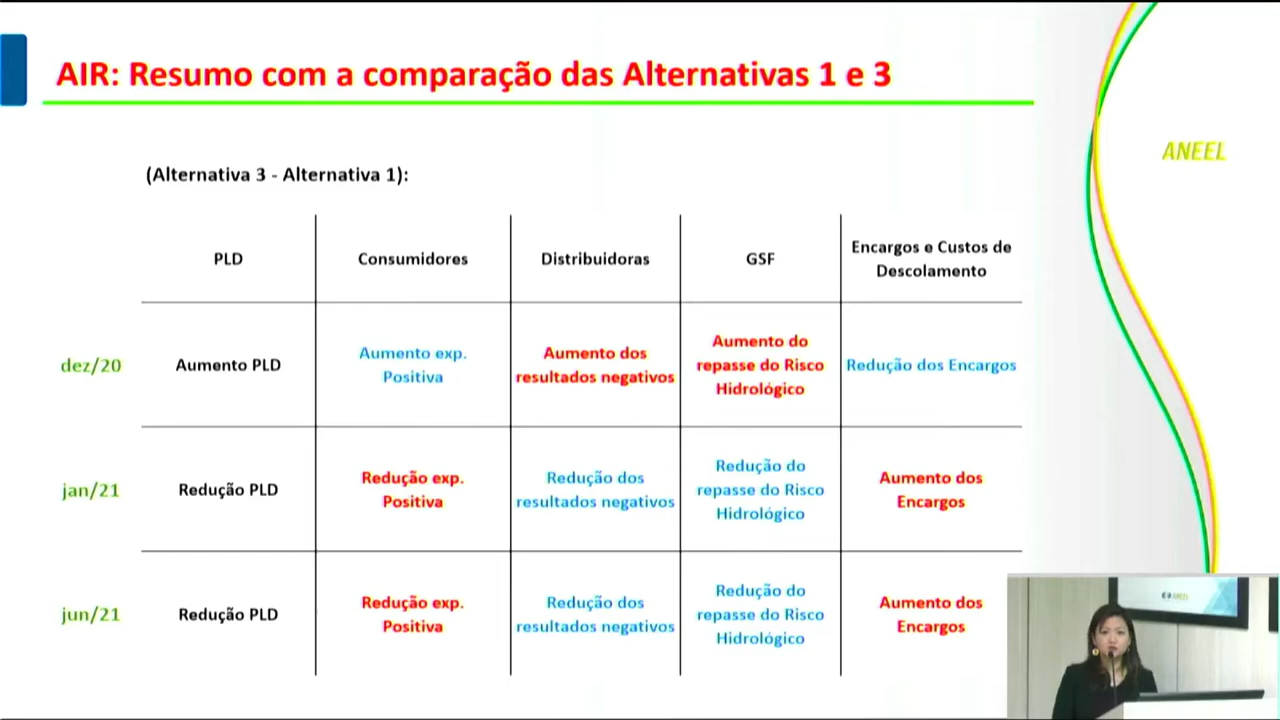 AIR: Resumo com a comparação das Alternativas 1 e 3
ANEEL
(Alternativa 3 - Alternativa 1):
PLD
Consumidores
Distribuidoras
GSF
Encargos e Custos de
Descolamento
dez/20
Aumento PLD
Aumento exp.
Positiva
Aumento dos
resultados negativos
Aumento do
repasse do Risco
Hidrológico
Redução dos Encargos
jan/21
Redução PLD
Redução exp.
Positiva
Redução dos
resultados negativos
Redução do
repasse do Risco
Hidrológico
Aumento dos
Encargos
jun/21
Redução PLD
Redução exp.
Positiva
Redução dos
resultados negativos
Redução do
repasse do Risco
Hidrológico
Aumento dos
Encargos
ANEEL